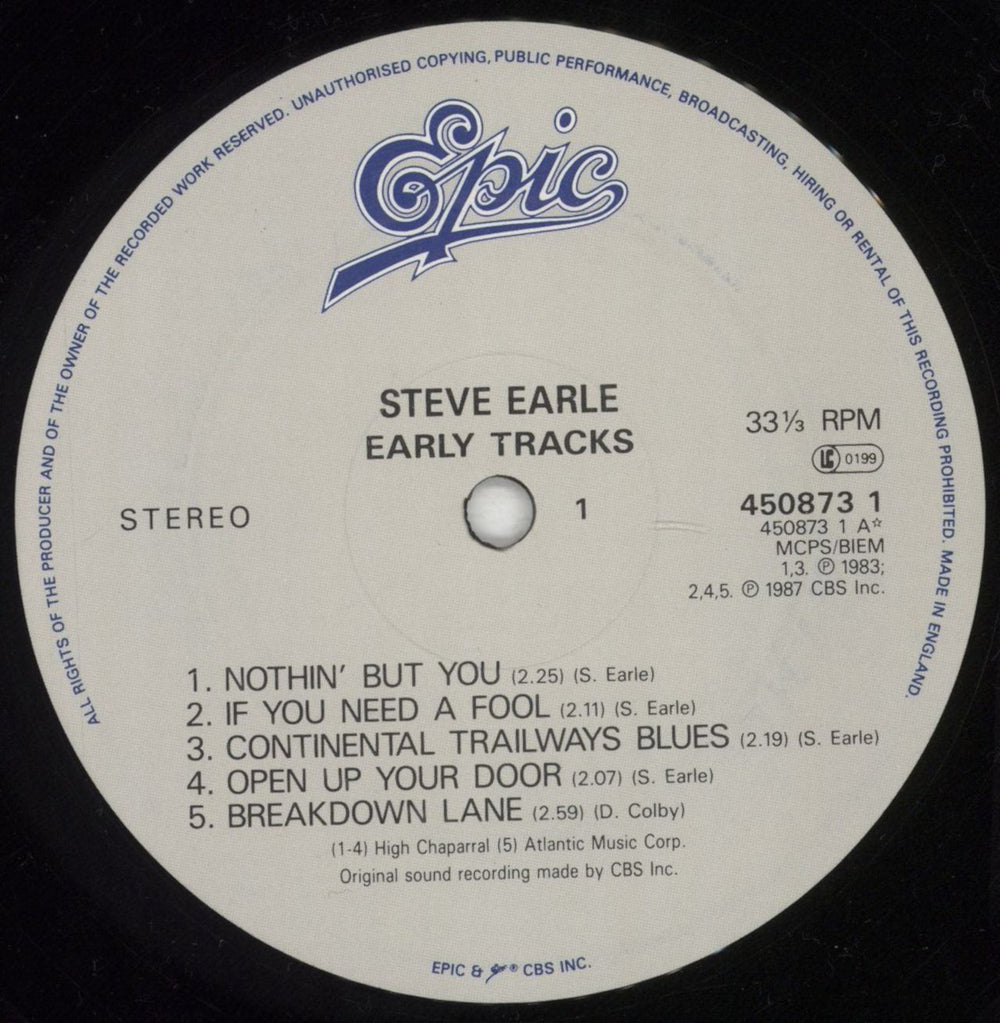 ALL RIGHTS OF THE PRODUCER AND OF THE OWNER OF THE RECORDED WORK RESERVED. UNAUTHORISED COPYING, PUBLIC PERFORMANCE, BROADCASTING, HIRING OR RENTAL OF THIS RECORDING PROHIBITED. MADE IN ENGLAND.
Epic
STEVE EARLE
EARLY TRACKS
33⅓ RPM
LC 0199
STEREO
1
450873 1
450873 1 A☆
MCPS/BIEM
1,3. ℗ 1983;
2,4,5. ℗ 1987 CBS Inc.
1. NOTHIN' BUT YOU (2.25) (S. Earle)
2. IF YOU NEED A FOOL (2.11) (S. Earle)
3. CONTINENTAL TRAILWAYS BLUES (2.19) (S. Earle)
4. OPEN UP YOUR DOOR (2.07) (S. Earle)
5. BREAKDOWN LANE (2.59) (D. Colby)
(1-4) High Chaparral (5) Atlantic Music Corp.
Original sound recording made by CBS Inc.
EPIC & ® CBS INC.